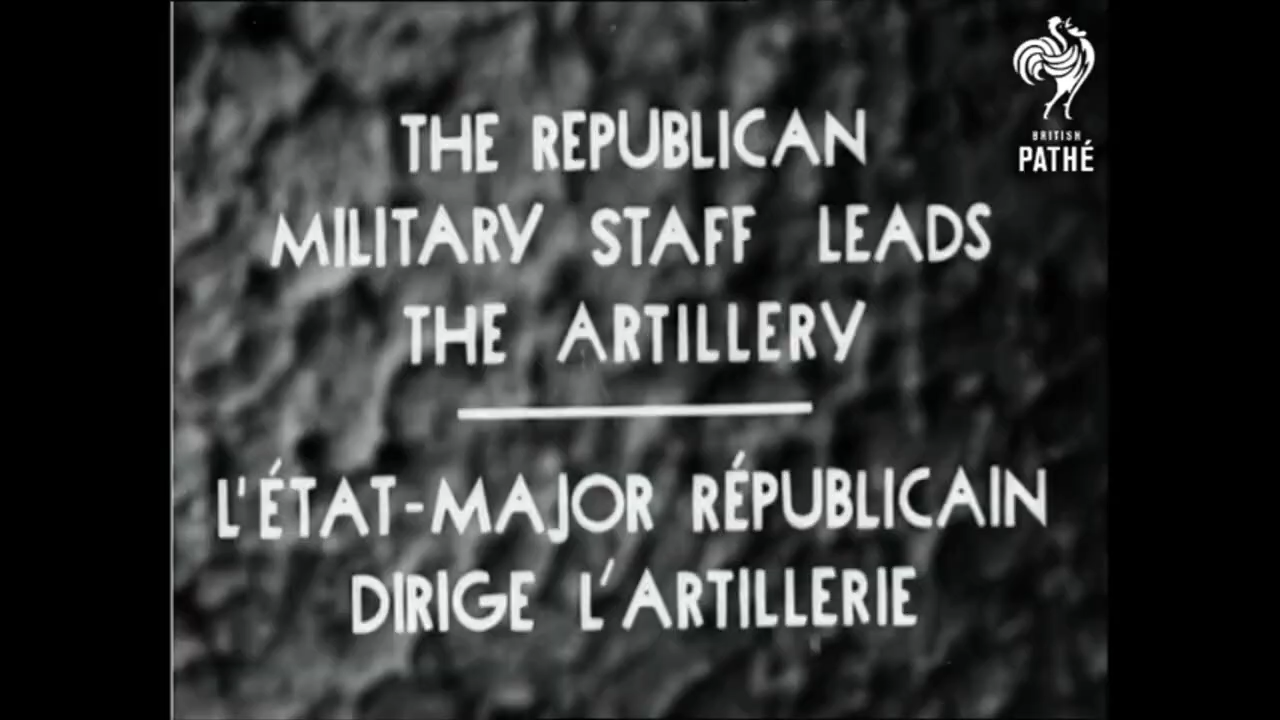 BRITISH
PATHÉ
THE REPUBLICAN
MILITARY STAFF LEADS
THE ARTILLERY
L'ÉTAT-MAJOR RÉPUBLICAIN
DIRIGE L'ARTILLERIE